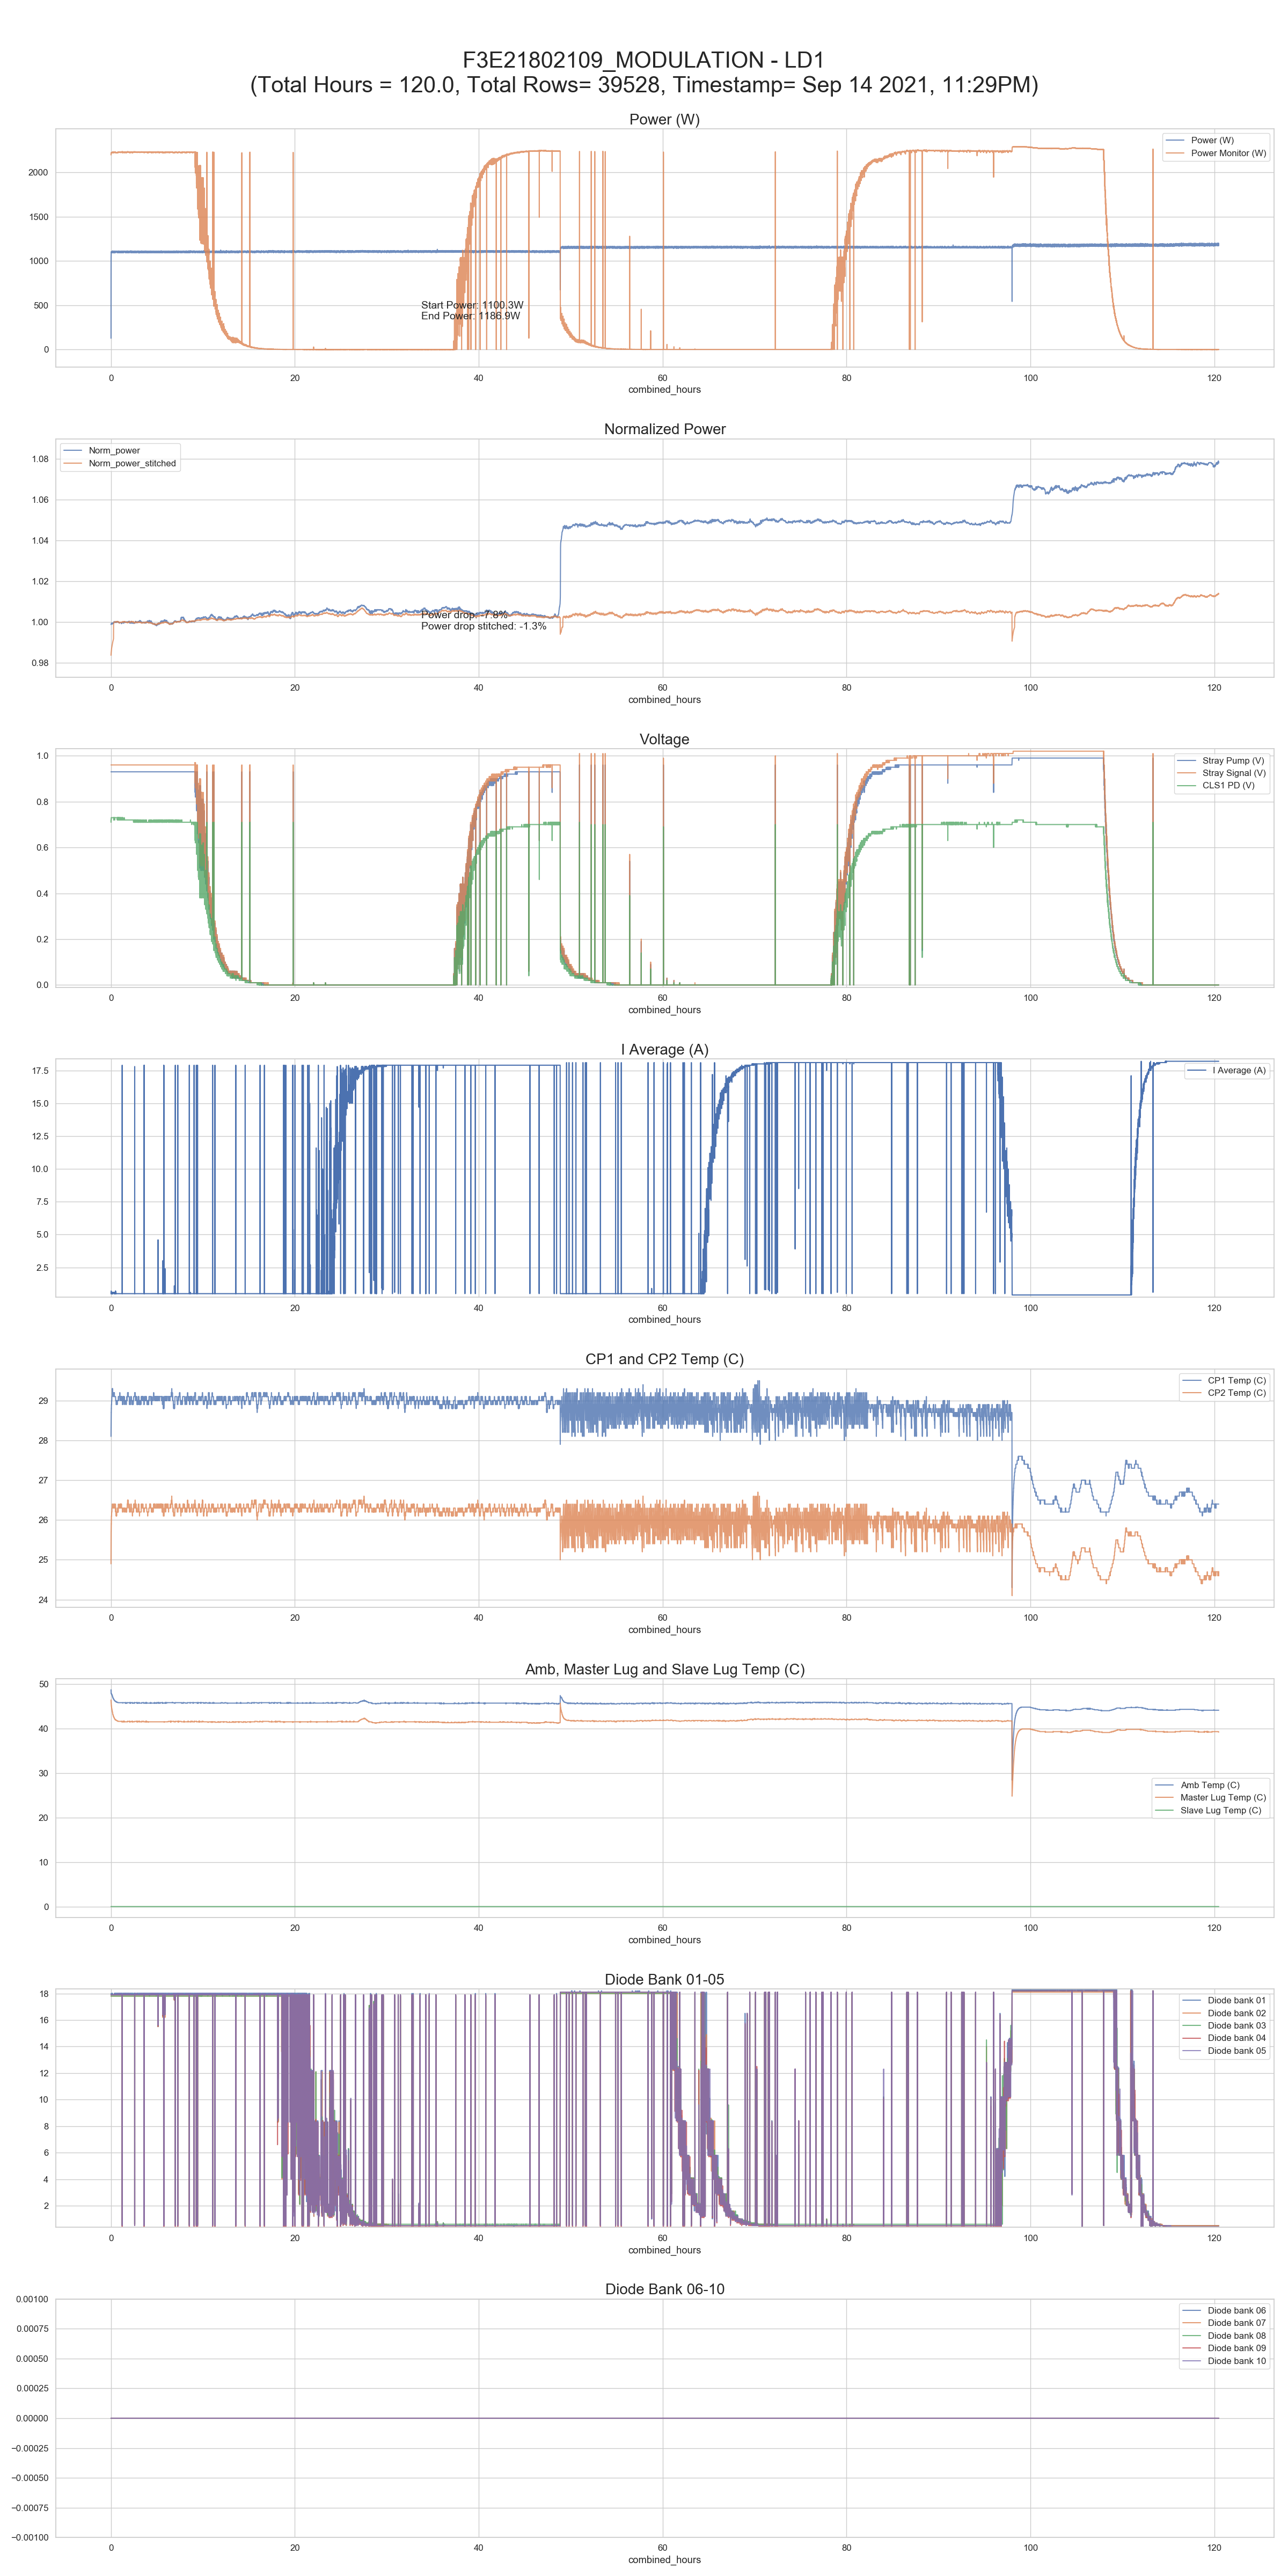 F3E21802109_MODULATION - LD1
(Total Hours = 120.0, Total Rows= 39528, Timestamp= Sep 14 2021, 11:29PM)
Power (W)
Power (W)
Power Monitor (W)
2000
1500
1000
500
0
Start Power: 1100.3W
End Power: 1186.9W
0 20 40 60 80 100 120
combined_hours
Normalized Power
Norm_power
Norm_power_stitched
1.08
1.06
1.04
1.02
1.00
0.98
Power drop: -7.8%
Power drop stitched: -1.3%
0 20 40 60 80 100 120
combined_hours
Voltage
Stray Pump (V)
Stray Signal (V)
CLS1 PD (V)
1.0
0.8
0.6
0.4
0.2
0.0
0 20 40 60 80 100 120
combined_hours
I Average (A)
I Average (A)
17.5
15.0
12.5
10.0
7.5
5.0
2.5
0 20 40 60 80 100 120
combined_hours
CP1 and CP2 Temp (C)
CP1 Temp (C)
CP2 Temp (C)
29
28
27
26
25
24
0 20 40 60 80 100 120
combined_hours
Amb, Master Lug and Slave Lug Temp (C)
50
40
30
20
10
0
Amb Temp (C)
Master Lug Temp (C)
Slave Lug Temp (C)
0 20 40 60 80 100 120
combined_hours
Diode Bank 01-05
Diode bank 01
Diode bank 02
Diode bank 03
Diode bank 04
Diode bank 05
18
16
14
12
10
8
6
4
2
0 20 40 60 80 100 120
combined_hours
Diode Bank 06-10
Diode bank 06
Diode bank 07
Diode bank 08
Diode bank 09
Diode bank 10
0.00100
0.00075
0.00050
0.00025
0.00000
−0.00025
−0.00050
−0.00075
−0.00100
0 20 40 60 80 100 120
combined_hours